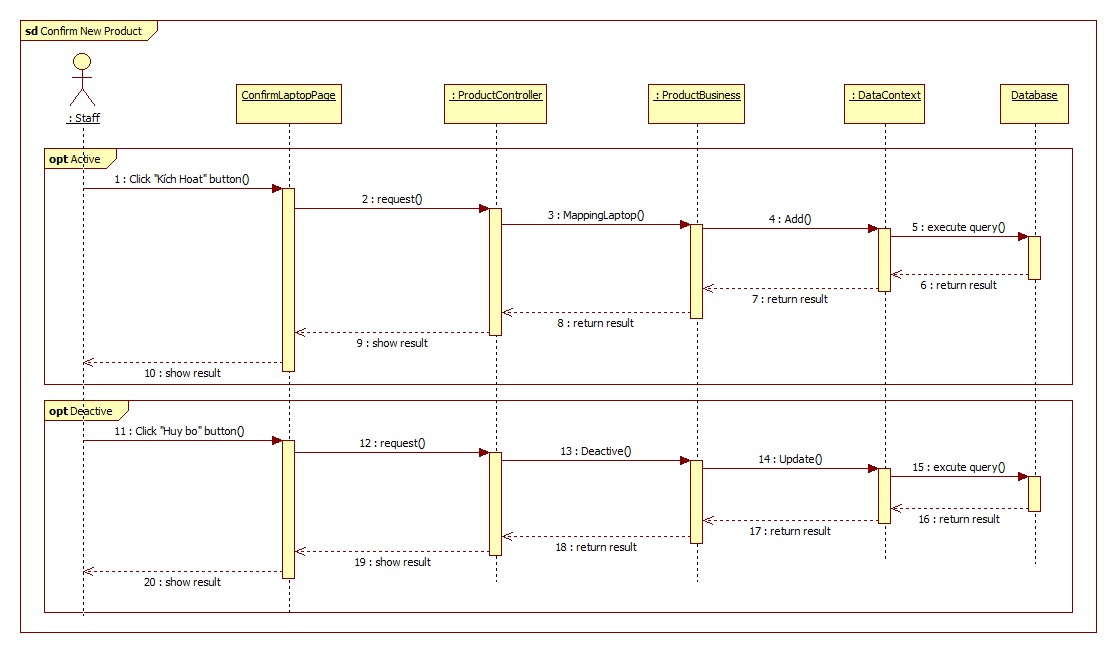 sd Confirm New Product
: Staff
ConfirmLaptopPage
: ProductController
: ProductBusiness
: DataContext
Database
opt Active
1 : Click "Kích Hoat" button()
2 : request()
3 : MappingLaptop()
4 : Add()
5 : execute query()
6 : return result
7 : return result
8 : return result
9 : show result
10 : show result
opt Deactive
11 : Click "Huy bo" button()
12 : request()
13 : Deactive()
14 : Update()
15 : excute query()
16 : return result
17 : return result
18 : return result
19 : show result
20 : show result